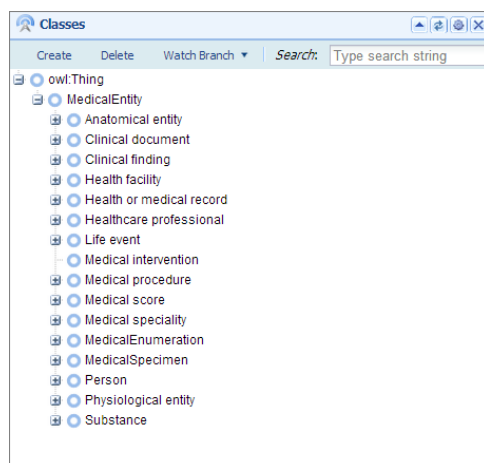 Classes
Create Delete Watch Branch Search: Type search string
owl:Thing
MedicalEntity
Anatomical entity
Clinical document
Clinical finding
Health facility
Health or medical record
Healthcare professional
Life event
Medical intervention
Medical procedure
Medical score
Medical speciality
MedicalEnumeration
MedicalSpecimen
Person
Physiological entity
Substance